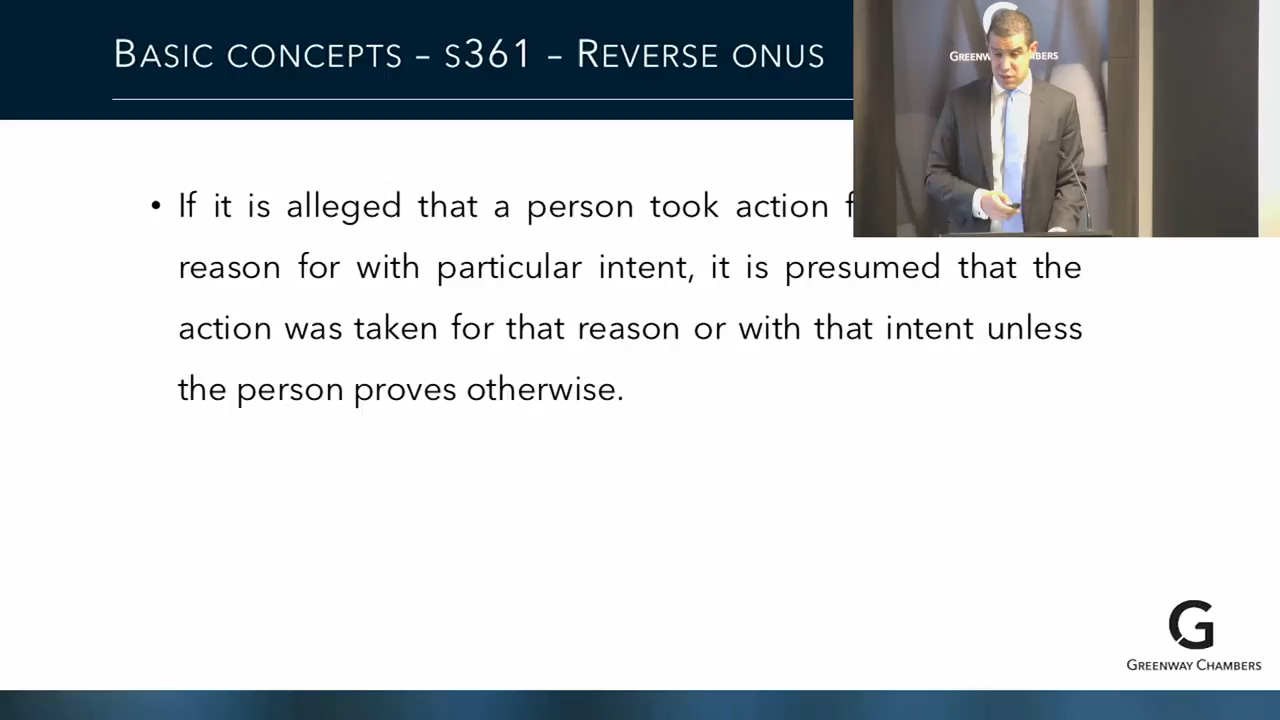 BASIC CONCEPTS – S361 – REVERSE ONUS
GREENWAY CHAMBERS
• If it is alleged that a person took action
reason for with particular intent, it is presumed that the
action was taken for that reason or with that intent unless
the person proves otherwise.
G
GREENWAY CHAMBERS